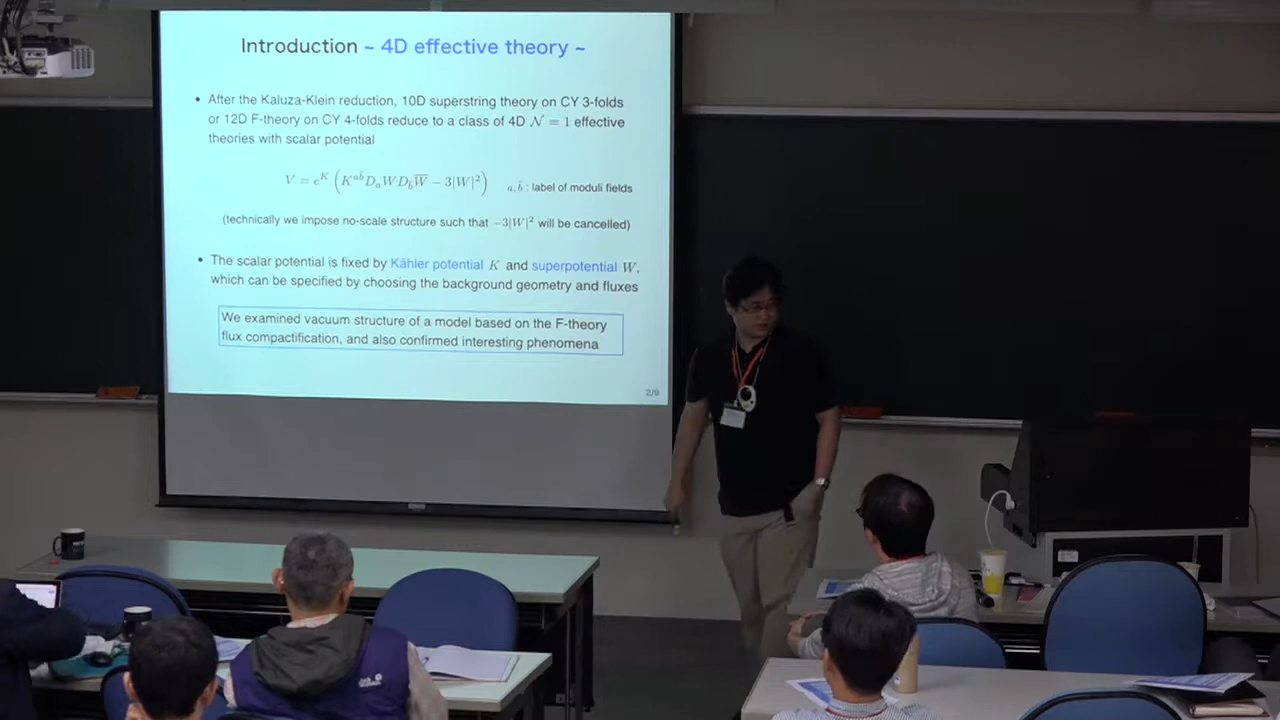 Introduction ~ 4D effective theory ~
• After the Kaluza-Klein reduction, 10D superstring theory on CY 3-folds
or 12D F-theory on CY 4-folds reduce to a class of 4D 𝒩 = 1 effective
theories with scalar potential
V = e^K (K^{ab̄} D_a W D_b̄ W̅ − 3|W|²) a, b̄ : label of moduli fields
(technically we impose no-scale structure such that −3|W|² will be cancelled)
• The scalar potential is fixed by Kähler potential K and superpotential W,
which can be specified by choosing the background geometry and fluxes
We examined vacuum structure of a model based on the F-theory
flux compactification, and also confirmed interesting phenomena
2/9